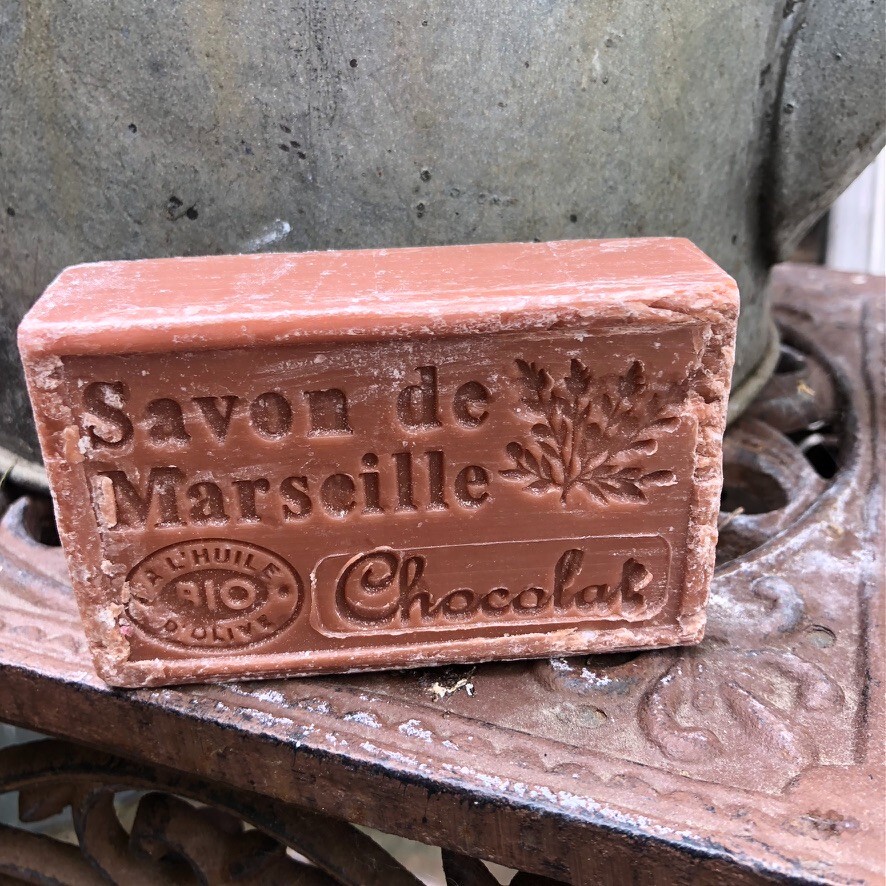 Savon de
Marseille
A L'HUILE
BIO
D'OLIVE
Chocolat